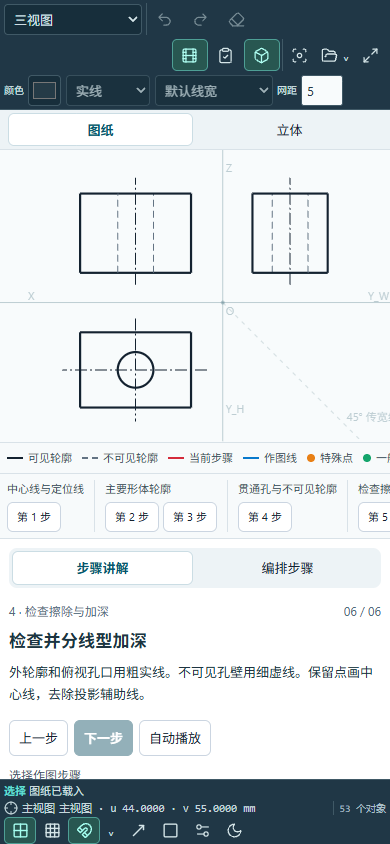 三视图
颜色 实线 默认线宽 网距 5
图纸 立体
Z
X Y_W
O
Y_H
45° 传宽
可见轮廓 不可见轮廓 当前步骤 作图线 特殊点 一般
中心线与定位线 主要形体轮廓 贯通孔与不可见轮廓 检查擦
第 1 步 第 2 步 第 3 步 第 4 步 第 5
步骤讲解 编排步骤
4 · 检查擦除与加深 06 / 06
检查并分线型加深
外轮廓和俯视孔口用粗实线。不可见孔壁用细虚线。保留点画中
心线，去除投影辅助线。
上一步 下一步 自动播放
选择作图步骤
选择 图纸已载入
主视图 主视图 · u 44.0000 · v 55.0000 mm 53 个对象